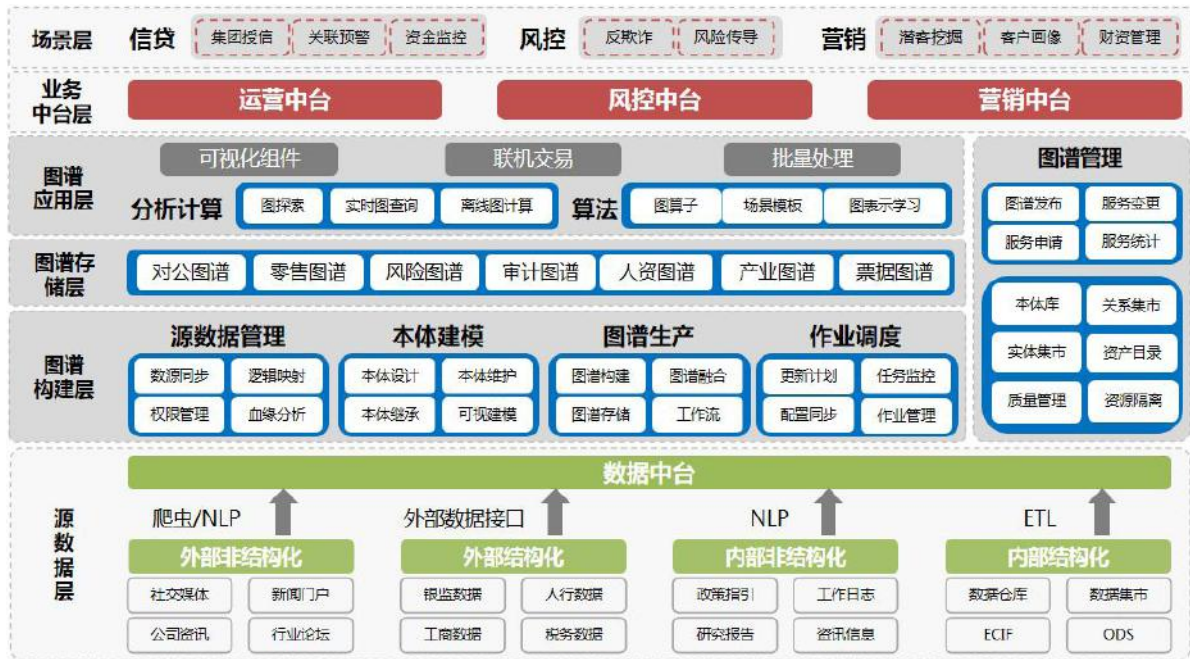 场景层 信贷 集团授信 关联预警 资金监控 风控 反欺诈 风险传导 营销 潜客挖掘 客户画像 财资管理
业务
中台层
运营中台 风控中台 营销中台
图谱
应用层
可视化组件 联机交易 批量处理
分析计算 图探索 实时图查询 离线图计算 算法 图算子 场景模板 图表示学习
图谱存
储层
对公图谱 零售图谱 风险图谱 审计图谱 人资图谱 产业图谱 票据图谱
图谱
构建层
源数据管理 本体建模 图谱生产 作业调度
数源同步 逻辑映射 本体设计 本体维护 图谱构建 图谱融合 更新计划 任务监控
权限管理 血缘分析 本体继承 可视建模 图谱存储 工作流 配置同步 作业管理
图谱管理
图谱发布 服务变更
服务申请 服务统计
本体库 关系集市
实体集市 资产目录
质量管理 资源隔离
源
数
据
层
数据中台
爬虫/NLP 外部数据接口 NLP ETL
外部非结构化 外部结构化 内部非结构化 内部结构化
社交媒体 新闻门户 银监数据 人行数据 政策指引 工作日志 数据仓库 数据集市
公司资讯 行业论坛 工商数据 税务数据 研究报告 资讯信息 ECIF ODS